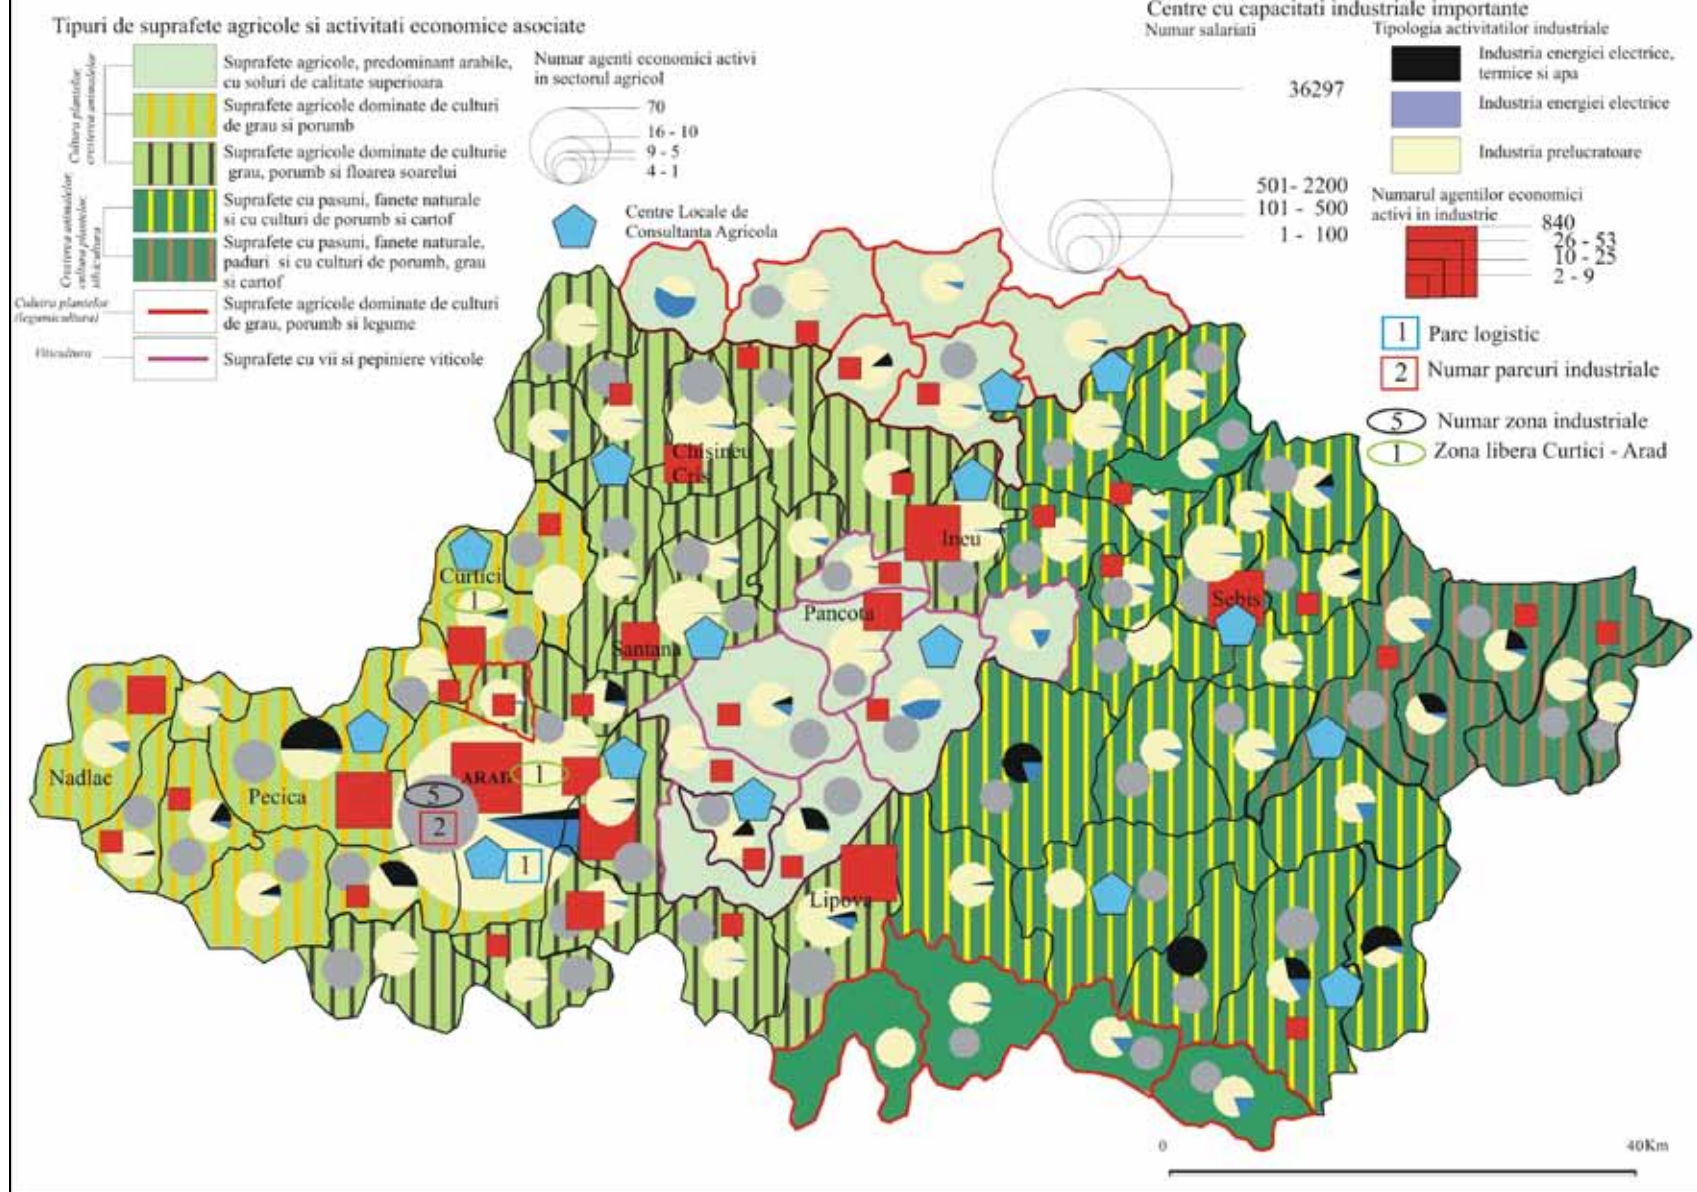 Tipuri de suprafete agricole si activitati economice asociate
Cultura plantelor,
cresterea animalelor
Suprafete agricole, predominant arabile,
cu soluri de calitate superioara
Suprafete agricole dominate de culturi
de grau si porumb
Suprafete agricole dominate de culturie
grau, porumb si floarea soarelui
Cresterea animalelor,
cultura plantelor,
silvicultura
Suprafete cu pasuni, fanete naturale
si cu culturi de porumb si cartof
Suprafete cu pasuni, fanete naturale,
paduri si cu culturi de porumb, grau
si cartof
Cultura plantelor
(legumicultura)
Suprafete agricole dominate de culturi
de grau, porumb si legume
Viticultura
Suprafete cu vii si pepiniere viticole
Numar agenti economici activi
in sectorul agricol
70
16 - 10
9 - 5
4 - 1
Centre Locale de
Consultanta Agricola
Centre cu capacitati industriale importante
Numar salariati
36297
501- 2200
101 - 500
1 - 100
Tipologia activitatilor industriale
Industria energiei electrice,
termice si apa
Industria energiei electrice
Industria prelucratoare
Numarul agentilor economici
activi in industrie
840
26 - 53
10 - 25
2 - 9
1 Parc logistic
2 Numar parcuri industriale
5 Numar zona industriale
1 Zona libera Curtici - Arad
Chisineu
Cris
Ineu
Curtici
1
Pancota
Sebis
Santana
Nadlac
Pecica
ARAD
1
5
2
1
Lipova
0
40Km